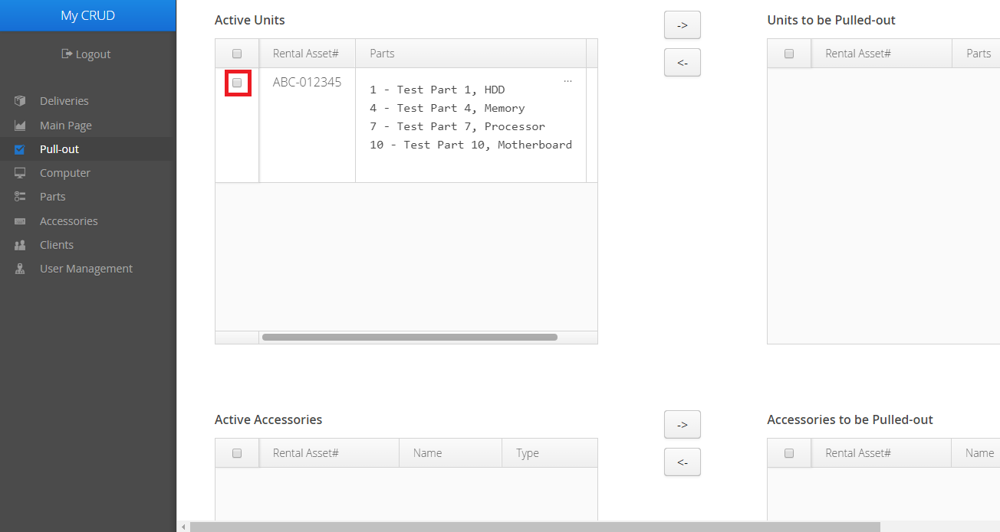 My CRUD
Logout
Deliveries
Main Page
Pull-out
Computer
Parts
Accessories
Clients
User Management
Active Units
Rental Asset# Parts
ABC-012345 ...
1 - Test Part 1, HDD
4 - Test Part 4, Memory
7 - Test Part 7, Processor
10 - Test Part 10, Motherboard
->
<-
Units to be Pulled-out
Rental Asset# Parts
Active Accessories
Rental Asset# Name Type
->
<-
Accessories to be Pulled-out
Rental Asset# Name